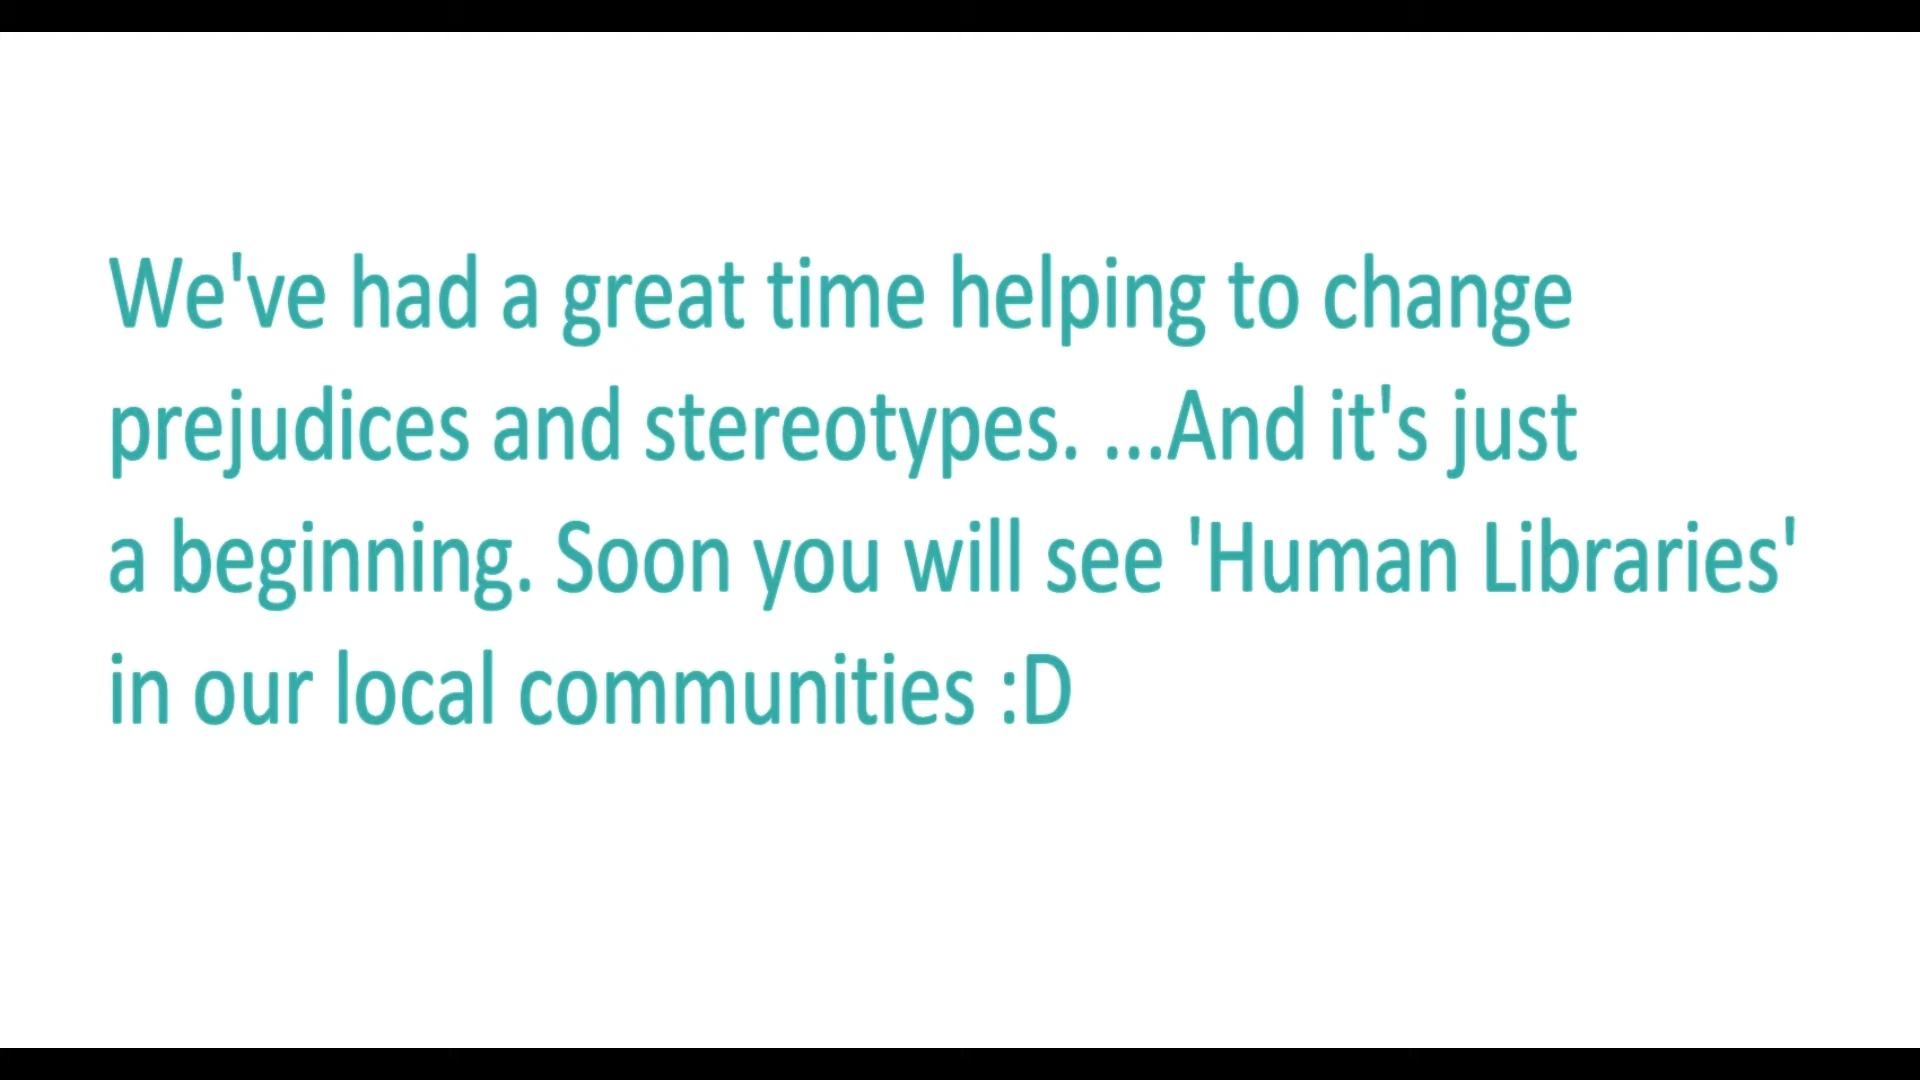 We've had a great time helping to change
prejudices and stereotypes. ...And it's just
a beginning. Soon you will see 'Human Libraries'
in our local communities :D